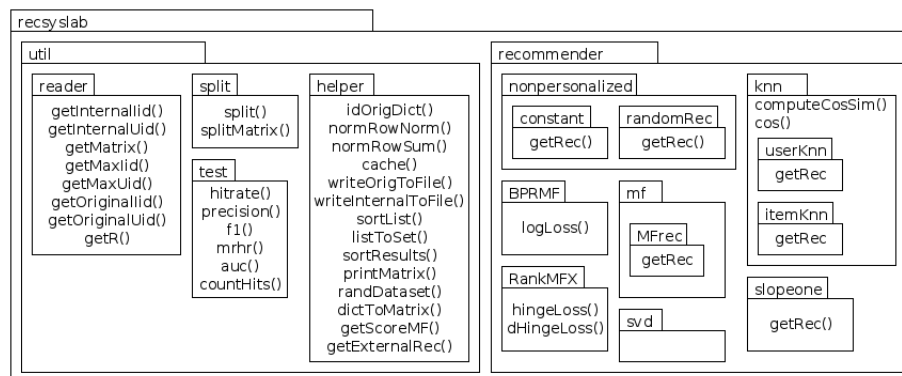 recsyslab
util
reader
getInternalIid()
getInternalUid()
getMatrix()
getMaxIid()
getMaxUid()
getOriginalIid()
getOriginalUid()
getR()
split
split()
splitMatrix()
test
hitrate()
precision()
f1()
mrhr()
auc()
countHits()
helper
idOrigDict()
normRowNorm()
normRowSum()
cache()
writeOrigToFile()
writeInternalToFile()
sortList()
listToSet()
sortResults()
printMatrix()
randDataset()
dictToMatrix()
getScoreMF()
getExternalRec()
recommender
nonpersonalized
constant
getRec()
randomRec
getRec()
BPRMF
logLoss()
RankMFX
hingeLoss()
dHingeLoss()
mf
MFrec
getRec
svd
knn
computeCosSim()
cos()
userKnn
getRec
itemKnn
getRec
slopeone
getRec()